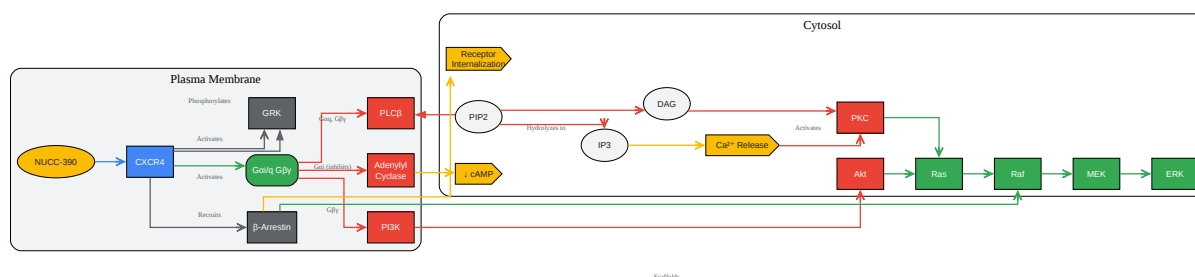 Cytosol
Receptor
Internalization
Plasma Membrane
Phosphorylates
GRK
PLCβ
Gαq, Gβγ
PIP2
DAG
Hydrolyzes to
IP3
PKC
Activates
Ca²⁺ Release
Activates
NUCC-390
CXCR4
Gαi/q Gβγ
Gαi (inhibits)
Adenylyl
Cyclase
↓ cAMP
Akt
Ras
Raf
MEK
ERK
Activates
Recruits
Gβγ
β-Arrestin
PI3K